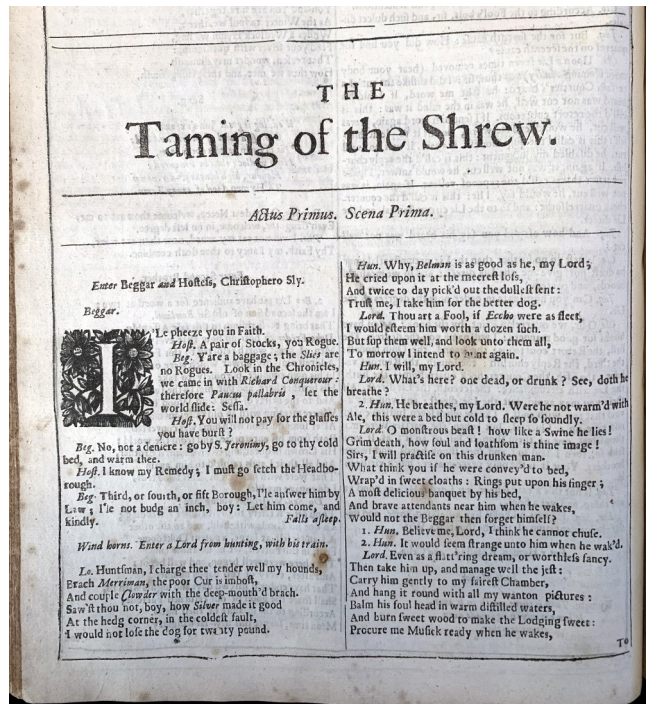 THE
Taming of the Shrew.
Actus Primus. Scena Prima.
Enter Beggar and Hostess, Christophero Sly.
Beggar.
I'Le pheeze you in Faith.
Host. A pair of Stocks, you Rogue.
Beg. Y'are a baggage; the Slies are
no Rogues. Look in the Chronicles,
we came in with Richard Conquerour:
therefore Paucus pallabris, let the
world slide: Sessa.
Host. You will not pay for the glasses
you have burst?
Beg. No, not a deniere: go by S. Jeronimy, go to thy cold
bed, and warm thee.
Host. I know my Remedy; I must go fetch the Headbo-
rough.
Beg. Third, or fourth, or fift Borough, I'le answer him by
Law; I'le not budg an inch, boy: Let him come, and
kindly. Falls asleep.
Wind horns. Enter a Lord from hunting, with his train.
Lo. Huntsman, I charge thee tender well my hounds,
Brach Merriman, the poor Cur is imbost,
And couple Clowder with the deep-mouth'd brach.
Saw'st thou not, boy, how Silver made it good
At the hedg corner, in the coldest fault,
I would not lose the dog for twenty pound.
Hun. Why, Belman is as good as he, my Lord;
He cried upon it at the meerest loss,
And twice to day pick'd out the dullest sent:
Trust me, I take him for the better dog.
Lord. Thou art a Fool, if Eccho were as fleet,
I would esteem him worth a dozen such.
But sup them well, and look unto them all,
To morrow I intend to hunt again.
Hun. I will, my Lord.
Lord. What's here? one dead, or drunk? See, doth he
breathe?
2. Hun. He breathes, my Lord. Were he not warm'd with
Ale, this were a bed but cold to sleep so soundly.
Lord. O monstrous beast! how like a Swine he lies!
Grim death, how foul and loathsom is thine image!
Sirs, I will practise on this drunken man.
What think you if he were convey'd to bed,
Wrap'd in sweet cloaths: Rings put upon his finger;
A most delicious banquet by his bed,
And brave attendants near him when he wakes,
Would not the Beggar then forget himself?
1. Hun. Believe me, Lord, I think he cannot chuse.
2. Hun. It would seem strange unto him when he wak'd.
Lord. Even as a flatt'ring dream, or worthless fancy.
Then take him up, and manage well the jest:
Carry him gently to my fairest Chamber,
And hang it round with all my wanton pictures:
Balm his foul head in warm distilled waters,
And burn sweet wood to make the Lodging sweet:
Procure me Musick ready when he wakes,
To